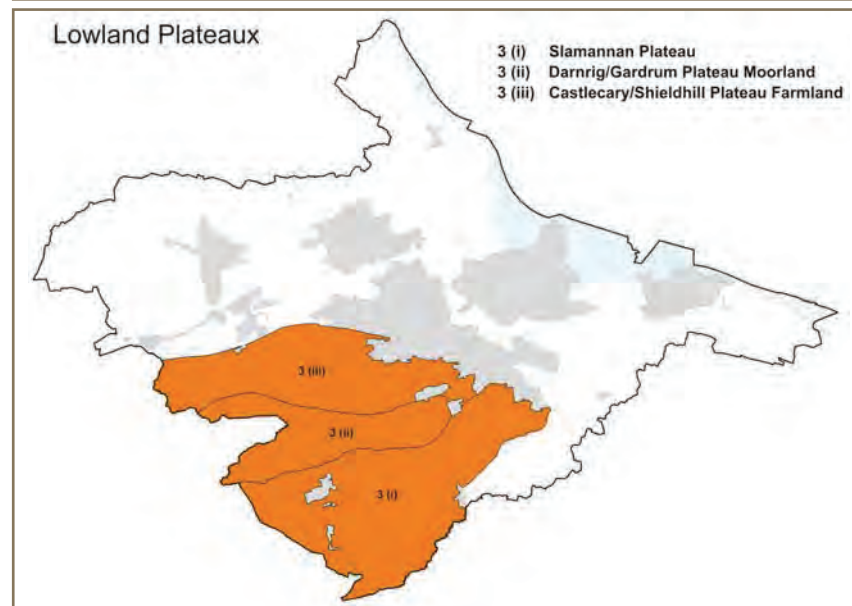 Lowland Plateaux
3 (i) Slamannan Plateau
3 (ii) Darnrig/Gardrum Plateau Moorland
3 (iii) Castlecary/Shieldhill Plateau Farmland
3 (iii)
3 (ii)
3 (i)